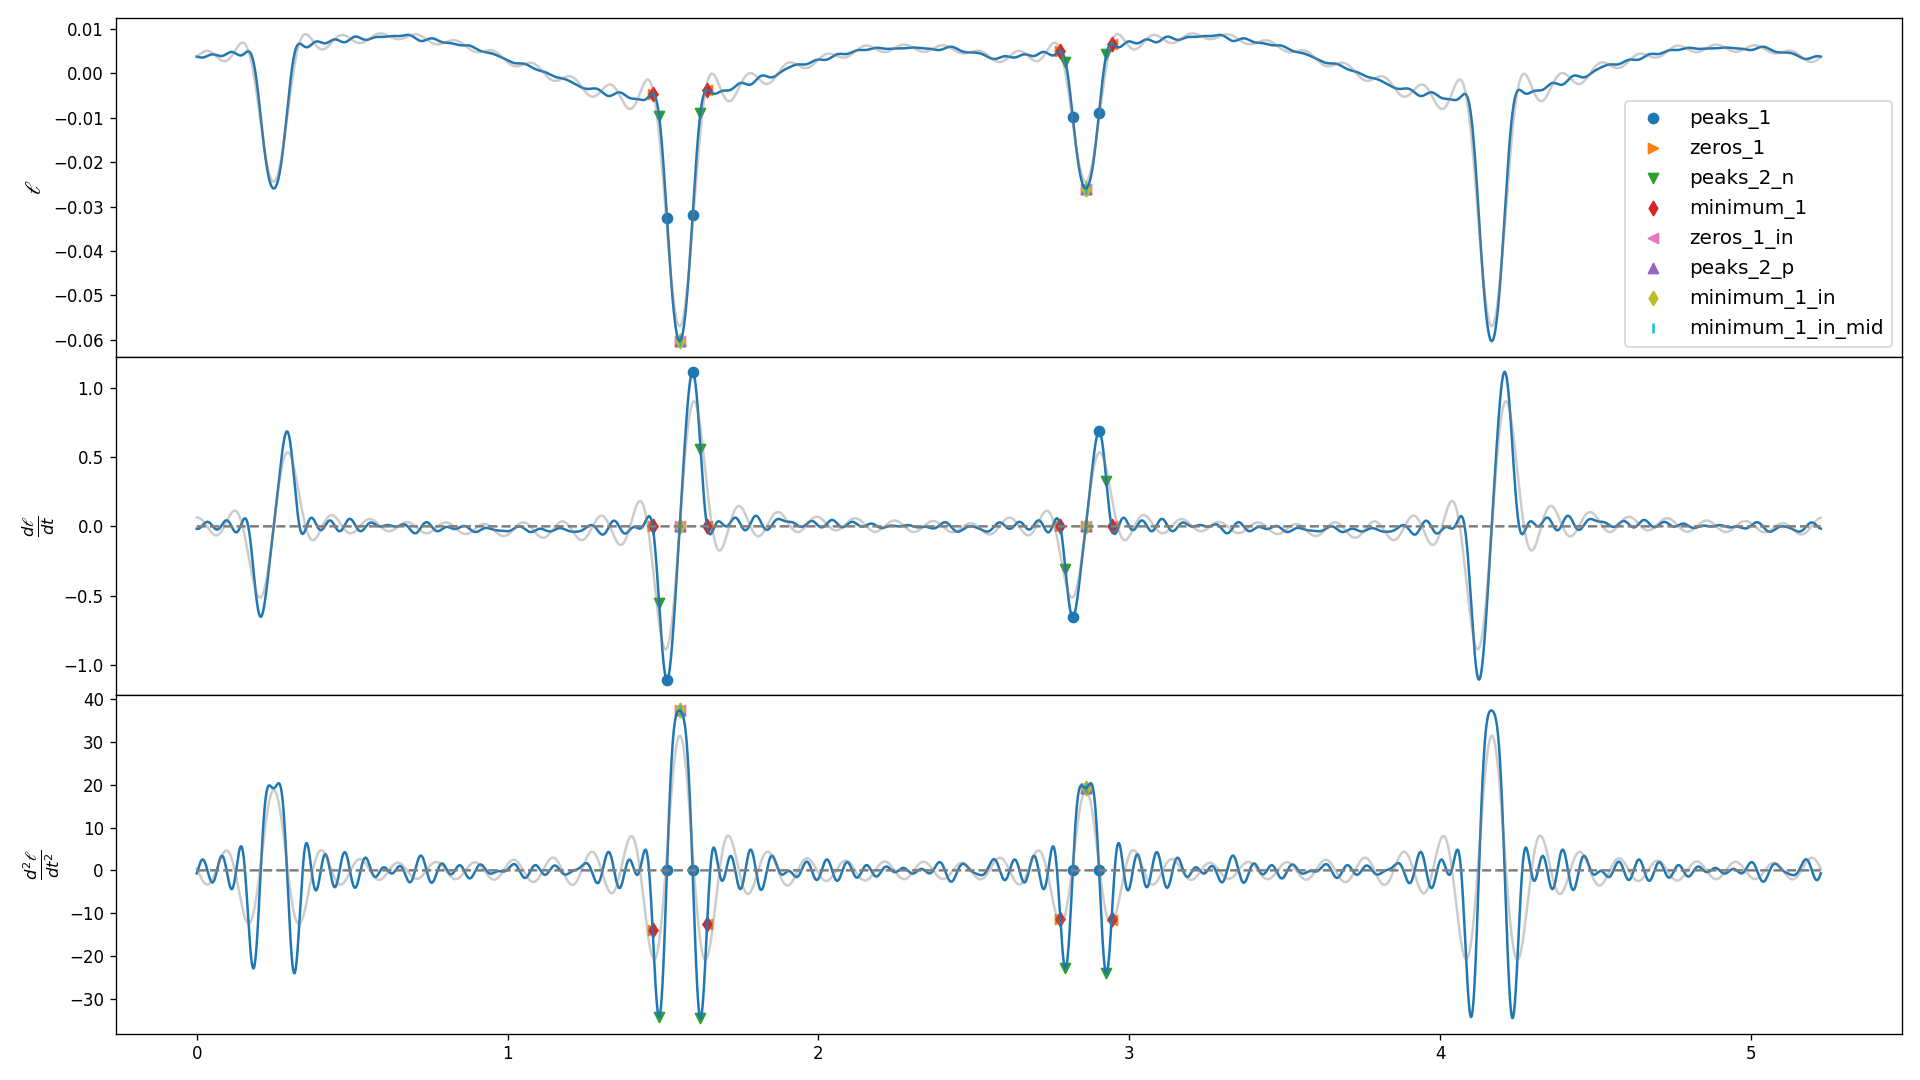 0.01
0.00
−0.01
−0.02
−0.03
−0.04
−0.05
−0.06
ℓ
peaks_1
zeros_1
peaks_2_n
minimum_1
zeros_1_in
peaks_2_p
minimum_1_in
minimum_1_in_mid
1.0
0.5
0.0
−0.5
−1.0
dℓ
dt
40
30
20
10
0
−10
−20
−30
d²ℓ
dt²
0 1 2 3 4 5